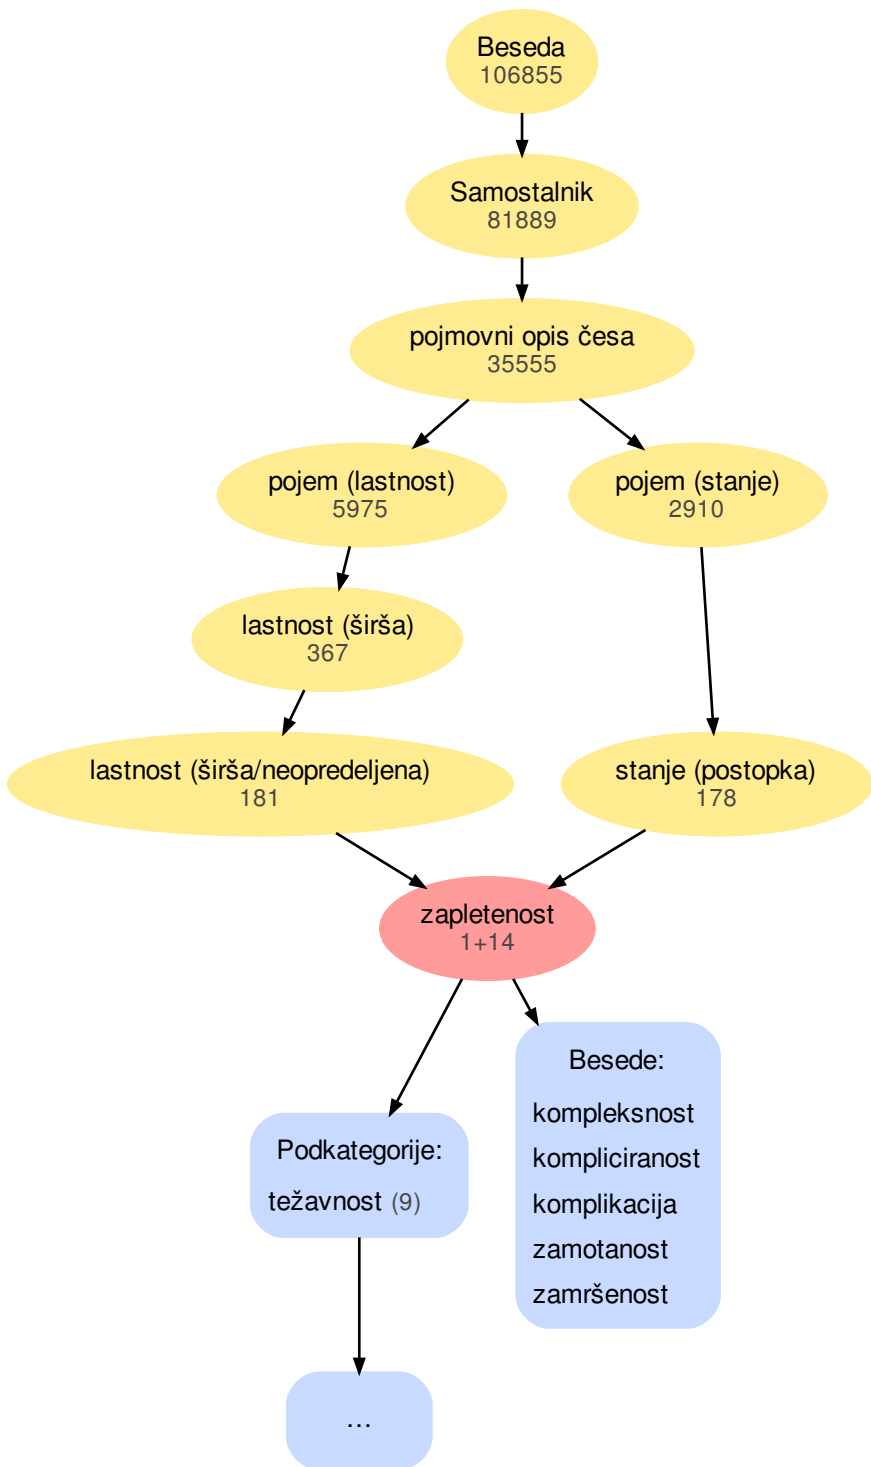 Beseda
106855
Samostalnik
81889
pojmovni opis česa
35555
pojem (lastnost)
5975
pojem (stanje)
2910
lastnost (širša)
367
lastnost (širša/neopredeljena)
181
stanje (postopka)
178
zapletenost
1+14
Besede:
kompleksnost
kompliciranost
komplikacija
zamotanost
zamršenost
Podkategorije:
težavnost (9)
…